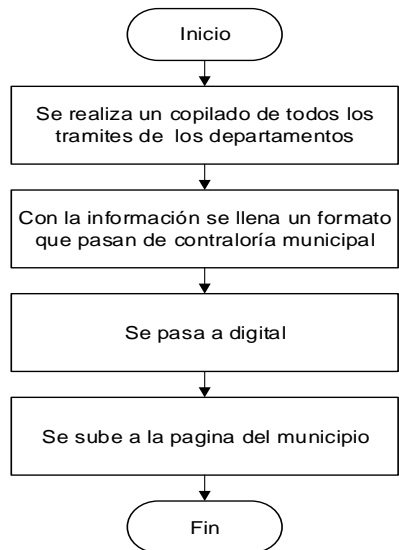 Inicio
Se realiza un copilado de todos los
tramites de los departamentos
Con la información se llena un formato
que pasan de contraloría municipal
Se pasa a digital
Se sube a la pagina del municipio
Fin